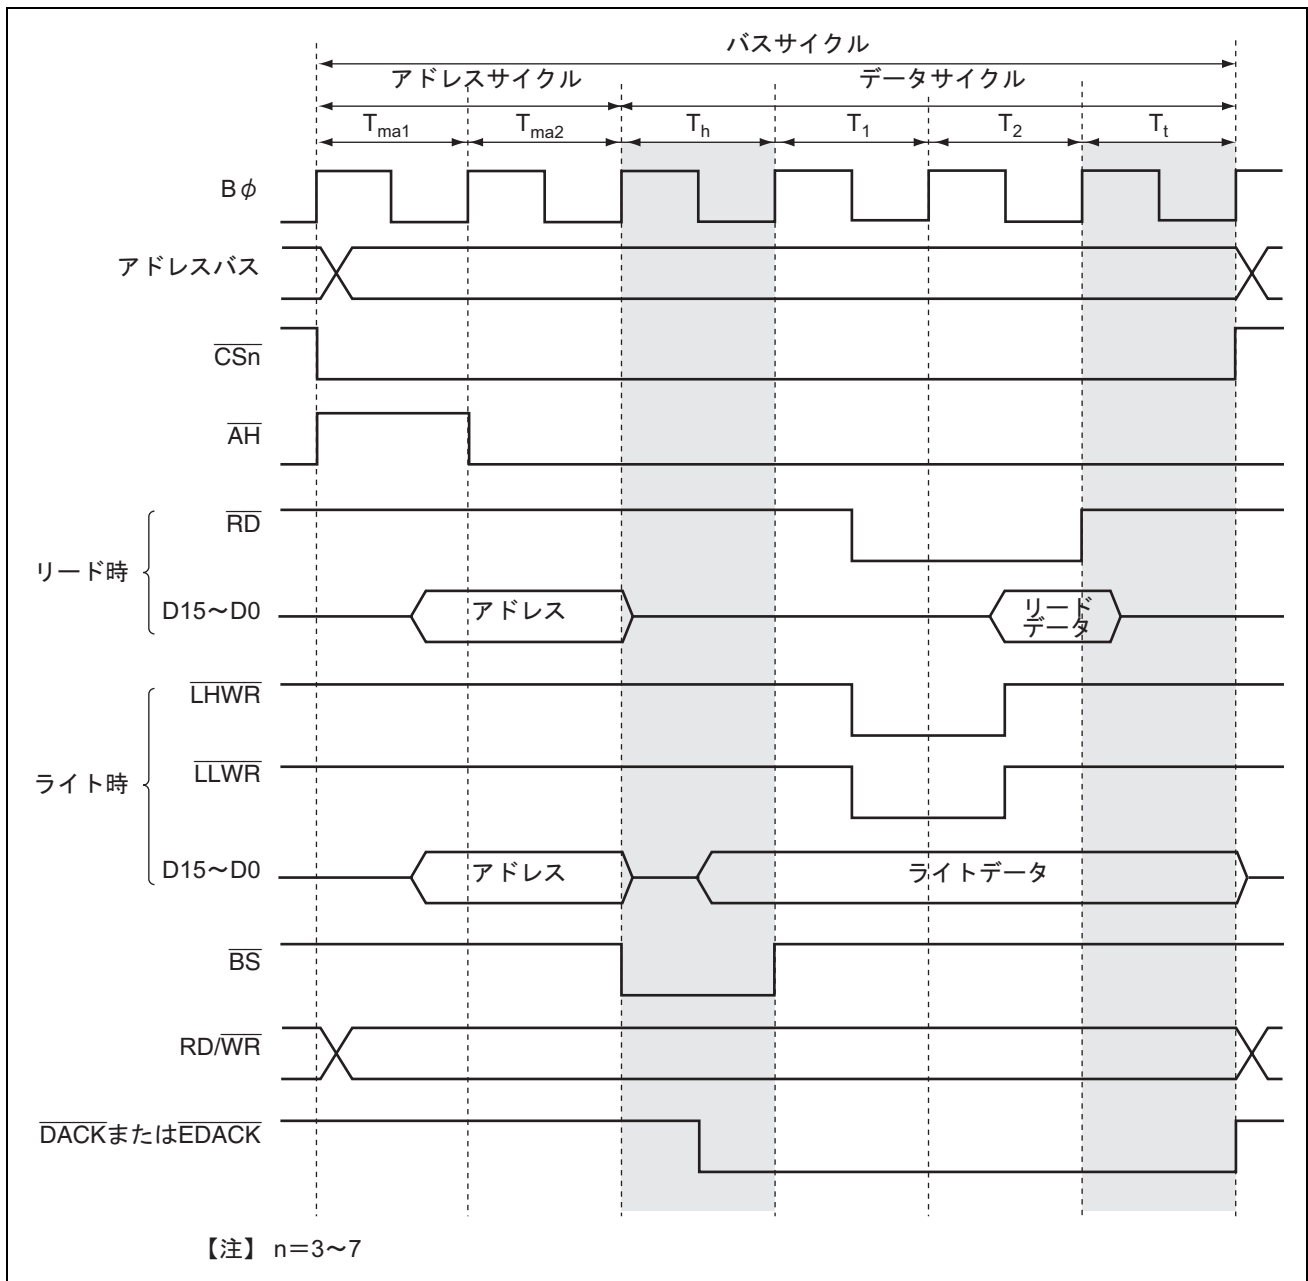 バスサイクル
アドレスサイクル データサイクル
Tma1 Tma2 Th T1 T2 Tt
Bφ
アドレスバス
CSn
AH
RD
リード時
D15～D0 アドレス リード
データ
LHWR
LLWR
ライト時
D15～D0 アドレス ライトデータ
BS
RD/WR
DACKまたはEDACK
【注】 n＝3～7